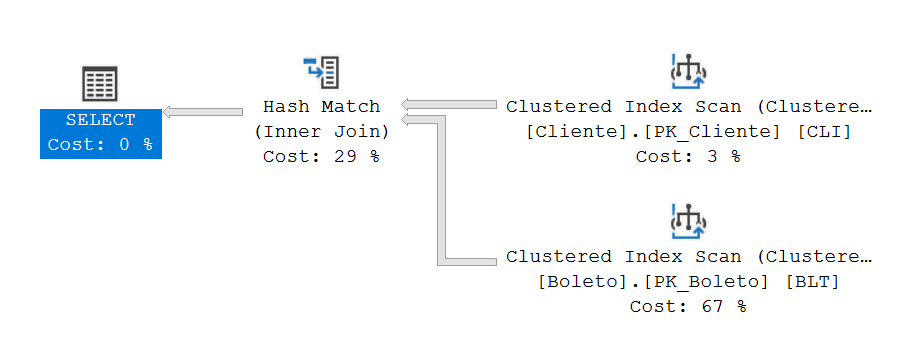 SELECT
Cost: 0 %
Hash Match
(Inner Join)
Cost: 29 %
Clustered Index Scan (Clustere…
[Cliente].[PK_Cliente] [CLI]
Cost: 3 %
Clustered Index Scan (Clustere…
[Boleto].[PK_Boleto] [BLT]
Cost: 67 %